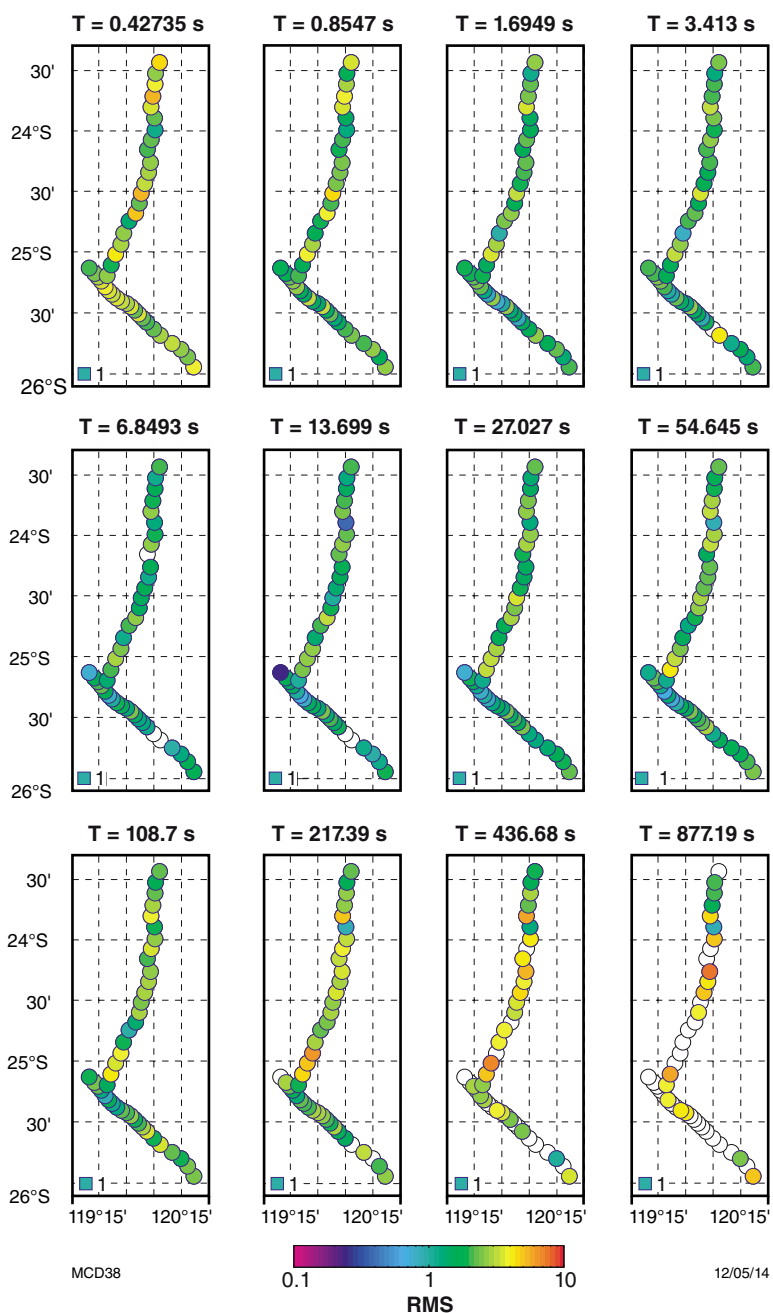 T = 0.42735 s T = 0.8547 s T = 1.6949 s T = 3.413 s
30'
24°S
30'
25°S
30'
26°S
1 1 1 1
T = 6.8493 s T = 13.699 s T = 27.027 s T = 54.645 s
30'
24°S
30'
25°S
30'
26°S
1 1 1 1
T = 108.7 s T = 217.39 s T = 436.68 s T = 877.19 s
30'
24°S
30'
25°S
30'
26°S
1 1 1 1
119°15' 120°15' 119°15' 120°15' 119°15' 120°15' 119°15' 120°15'
MCD38
0.1 1 10
RMS
12/05/14